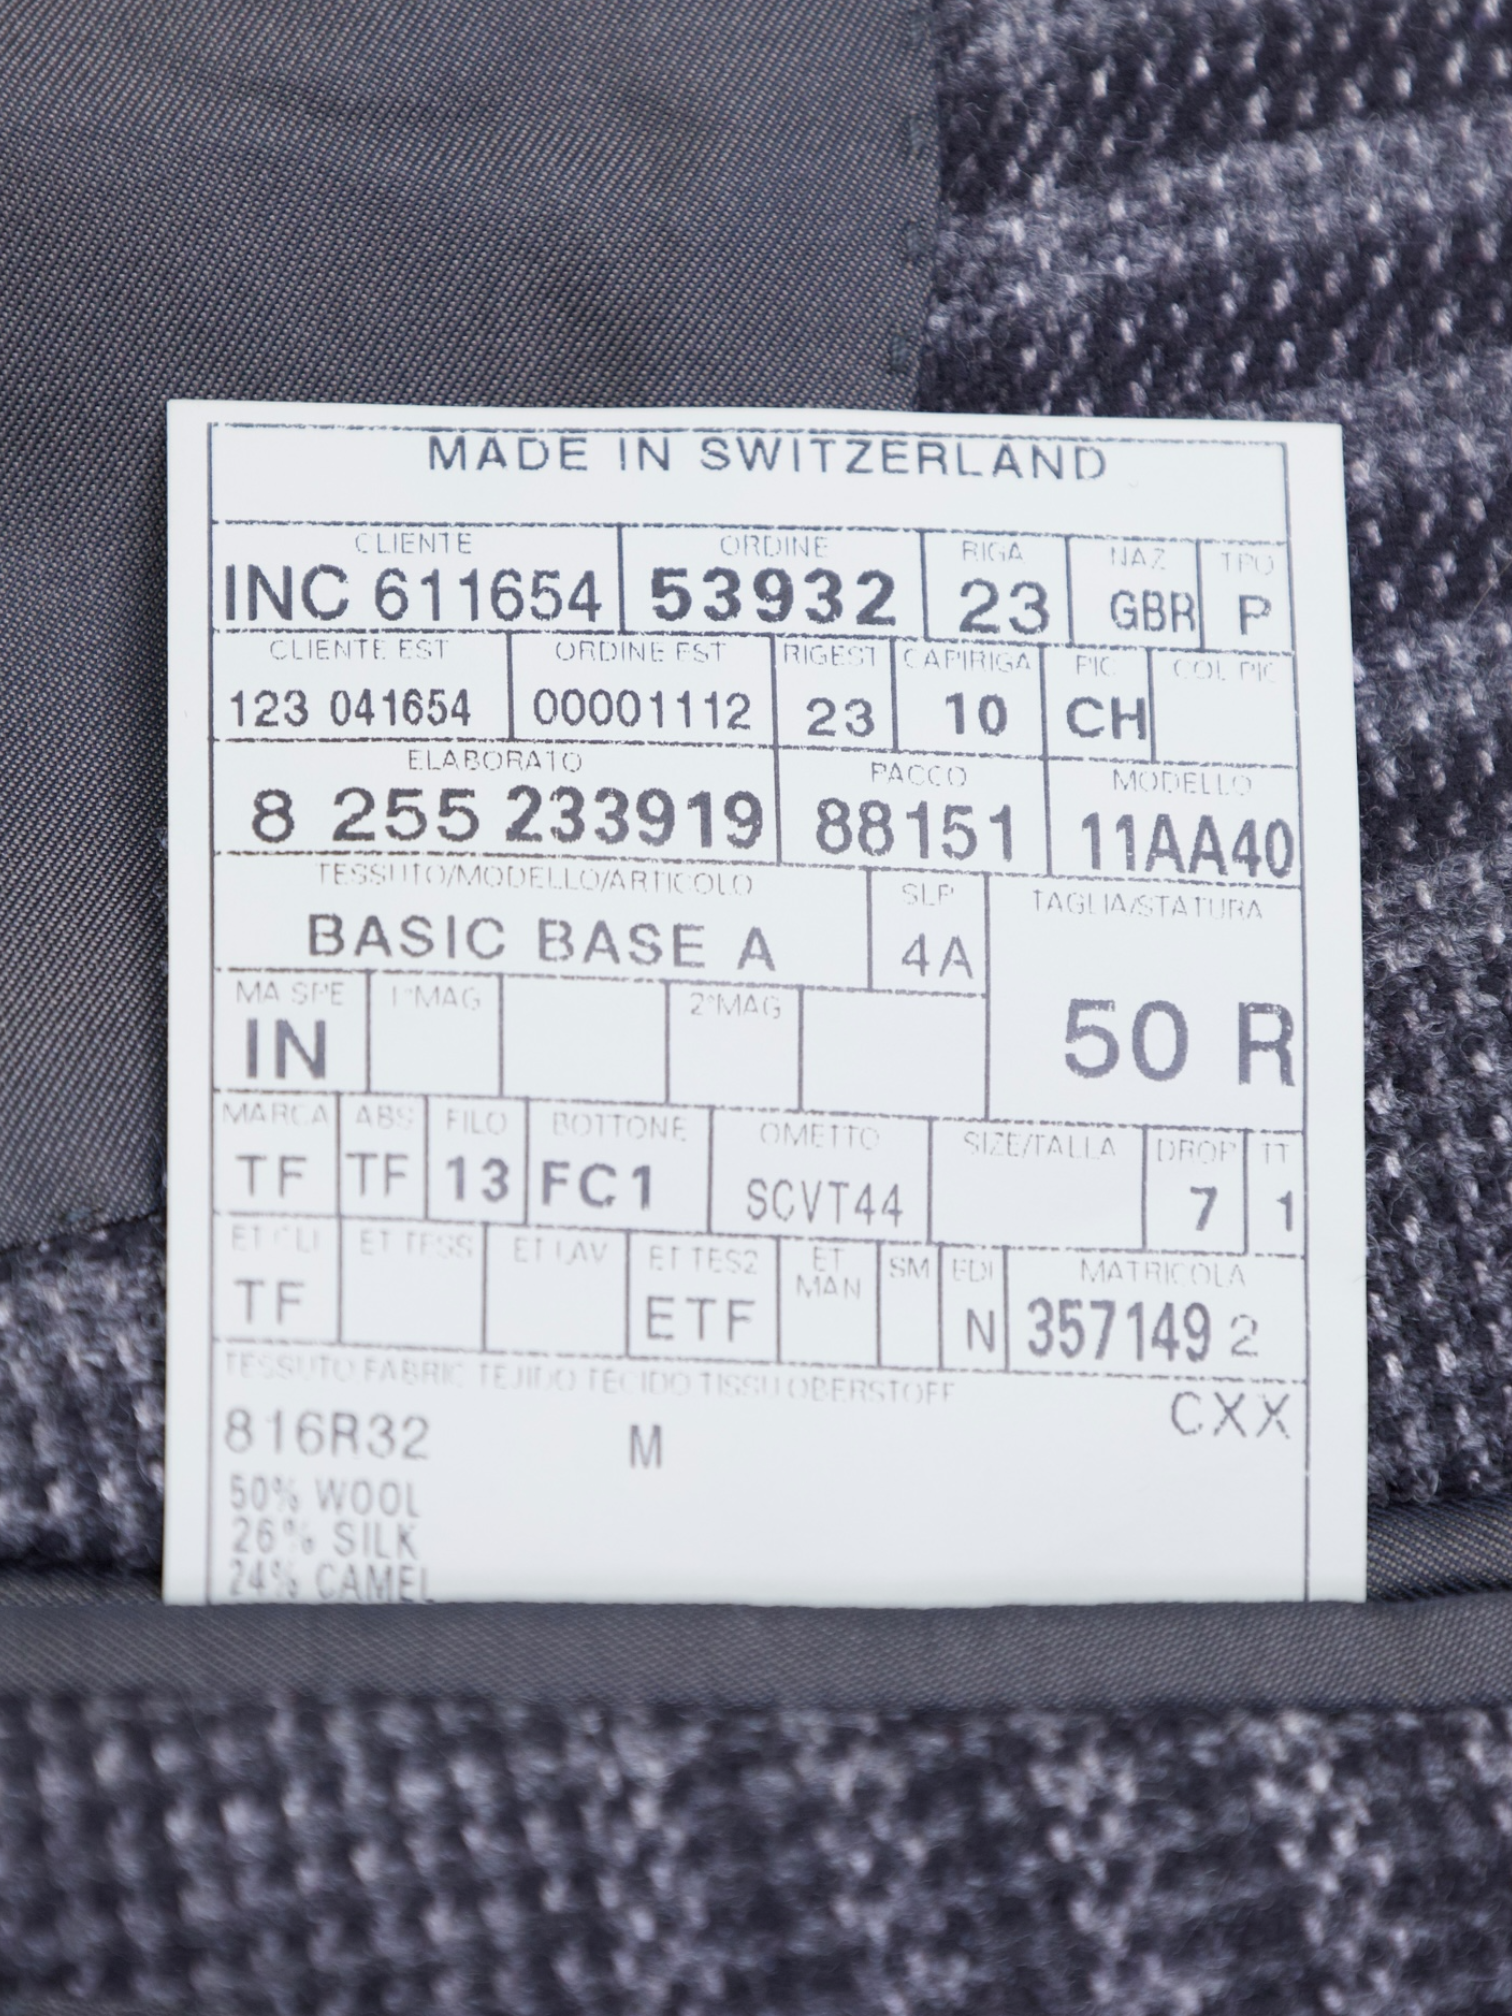 MADE IN SWITZERLAND
CLIENTE ORDINE RIGA NAZ TPO
INC 611654 53932 23 GBR P
CLIENTE EST ORDINE EST RIGEST CAPIRIGA PIC COL PIC
123 041654 00001112 23 10 CH
ELABORATO PACCO MODELLO
8 255 233919 88151 11AA40
TESSUTO/MODELLO/ARTICOLO SLP TAGLIA/STATURA
BASIC BASE A 4A 50 R
MA SPE 1°MAG 2°MAG
IN
MARCA ABS FILO BOTTONE OMETTO SIZE/TALLA DROP TT
TF TF 13 FC1 SCVT44 7 1
ET CLI ET TESS ET LAV ET TES2 ET MAN SM EDI MATRICOLA
TF ETF N 357149 2
TESSUTO FABRIC TEJIDO TECIDO TISSU OBERSTOFF
816R32 M CXX
50% WOOL
26% SILK
24% CAMEL